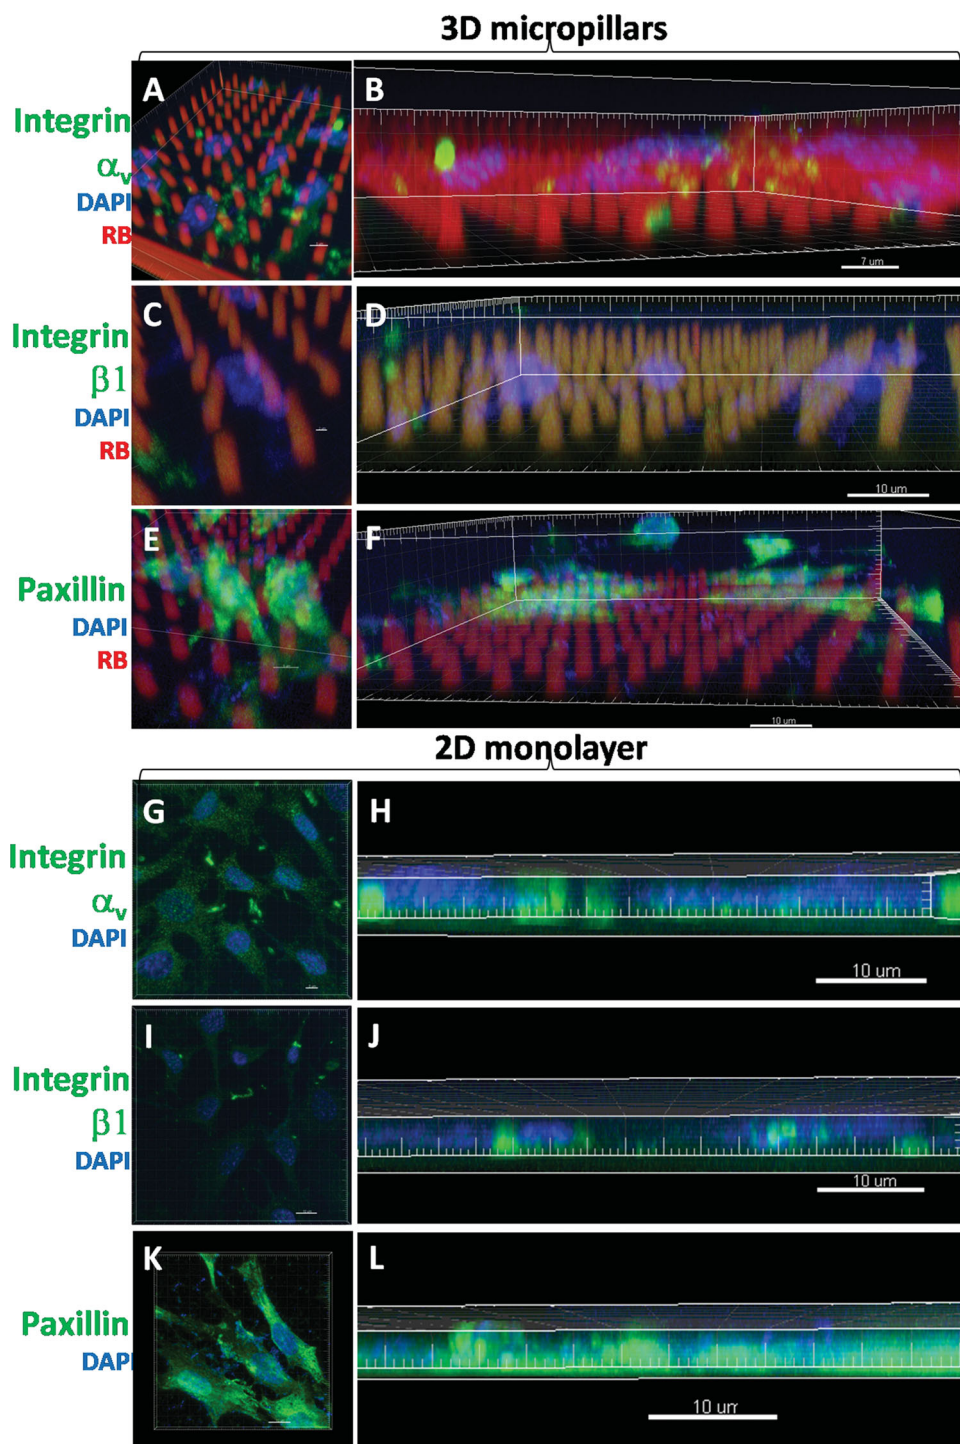 3D micropillars
A
B
Integrin
αv
DAPI
RB
7 um
C
D
Integrin
β1
DAPI
RB
10 um
E
F
Paxillin
DAPI
RB
10 um
2D monolayer
G
H
Integrin
αv
DAPI
10 um
I
J
Integrin
β1
DAPI
10 um
K
L
Paxillin
DAPI
10 um